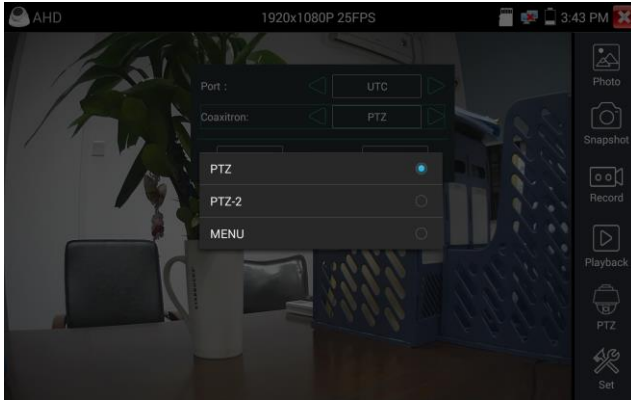 AHD
1920x1080P 25FPS
3:43 PM
Port :
UTC
Coaxitron:
PTZ
PTZ
PTZ-2
MENU
Photo
Snapshot
Record
Playback
PTZ
Set